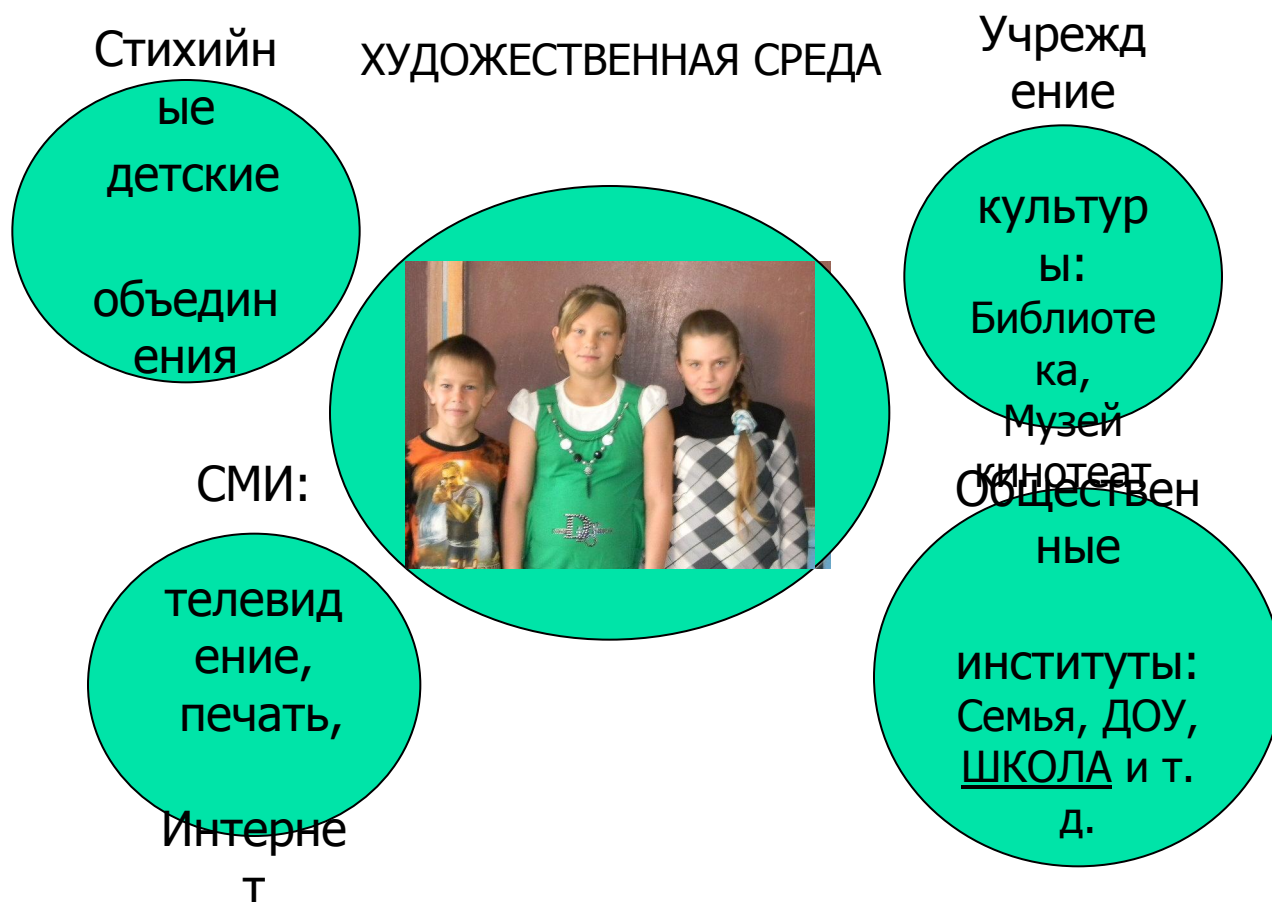 ХУДОЖЕСТВЕННАЯ СРЕДА
Стихийн
ые
детские
объедин
ения
Учрежд
ение
культур
ы:
Библиоте
ка,
Музей
кинотеат
СМИ:
телевид
ение,
печать,
Интерне
т
Обществен
ные
институты:
Семья, ДОУ,
ШКОЛА и т.
д.